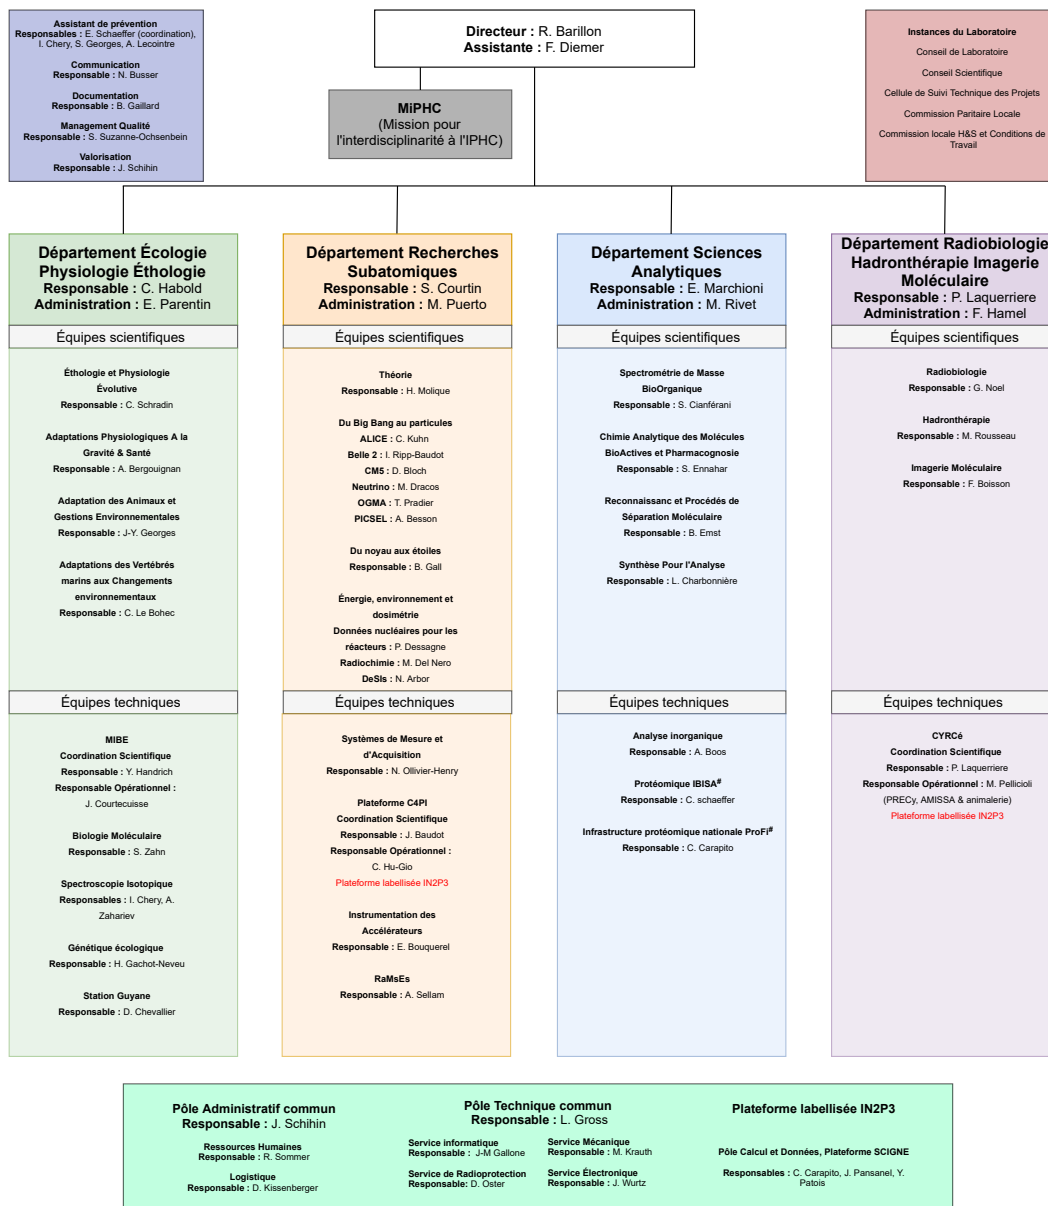 Assistant de prévention
Responsables : E. Schaeffer (coordination),
I. Chery, S. Georges, A. Lecointre
Communication
Responsable : N. Busser
Documentation
Responsable : B. Gaillard
Management Qualité
Responsable : S. Suzanne-Ochsenbein
Valorisation
Responsable : J. Schihin
Directeur : R. Barillon
Assistante : F. Diemer
MiPHC
(Mission pour
l'interdisciplinarité à l'IPHC)
Instances du Laboratoire
Conseil de Laboratoire
Conseil Scientifique
Cellule de Suivi Technique des Projets
Commission Paritaire Locale
Commission locale H&S et Conditions de
Travail
Département Écologie
Physiologie Éthologie
Responsable : C. Habold
Administration : E. Parentin
Équipes scientifiques
Éthologie et Physiologie
Évolutive
Responsable : C. Schradin
Adaptations Physiologiques A la
Gravité & Santé
Responsable : A. Bergouignan
Adaptation des Animaux et
Gestions Environnementales
Responsable : J-Y. Georges
Adaptations des Vertébrés
marins aux Changements
environnementaux
Responsable : C. Le Bohec
Équipes techniques
MIBE
Coordination Scientifique
Responsable : Y. Handrich
Responsable Opérationnel :
J. Courtecuisse
Biologie Moléculaire
Responsable : S. Zahn
Spectroscopie Isotopique
Responsables : I. Chery, A.
Zahariev
Génétique écologique
Responsable : H. Gachot-Neveu
Station Guyane
Responsable : D. Chevallier
Département Recherches
Subatomiques
Responsable : S. Courtin
Administration : M. Puerto
Équipes scientifiques
Théorie
Responsable : H. Molique
Du Big Bang au particules
ALICE : C. Kuhn
Belle 2 : I. Ripp-Baudot
CM5 : D. Bloch
Neutrino : M. Dracos
OGMA : T. Pradier
PICSEL : A. Besson
Du noyau aux étoiles
Responsable : B. Gall
Énergie, environnement et
dosimétrie
Données nucléaires pour les
réacteurs : P. Dessagne
Radiochimie : M. Del Nero
DeSIs : N. Arbor
Équipes techniques
Systèmes de Mesure et
d'Acquisition
Responsable : N. Ollivier-Henry
Plateforme C4PI
Coordination Scientifique
Responsable : J. Baudot
Responsable Opérationnel :
C. Hu-Gio
Plateforme labellisée IN2P3
Instrumentation des
Accélérateurs
Responsable : E. Bouquerel
RaMsEs
Responsable : A. Sellam
Département Sciences
Analytiques
Responsable : E. Marchioni
Administration : M. Rivet
Équipes scientifiques
Spectrométrie de Masse
BioOrganique
Responsable : S. Cianférani
Chimie Analytique des Molécules
BioActives et Pharmacognosie
Responsable : S. Ennahar
Reconnaissanc et Procédés de
Séparation Moléculaire
Responsable : B. Ernst
Synthèse Pour l'Analyse
Responsable : L. Charbonnière
Équipes techniques
Analyse inorganique
Responsable : A. Boos
Protéomique IBISA#
Responsable : C. schaeffer
Infrastructure protéomique nationale ProFi#
Responsable : C. Carapito
Département Radiobiologie
Hadronthérapie Imagerie
Moléculaire
Responsable : P. Laquerriere
Administration : F. Hamel
Équipes scientifiques
Radiobiologie
Responsable : G. Noel
Hadronthérapie
Responsable : M. Rousseau
Imagerie Moléculaire
Responsable : F. Boisson
Équipes techniques
CYRCé
Coordination Scientifique
Responsable : P. Laquerriere
Responsable Opérationnel : M. Pellicioli
(PRECy, AMISSA & animalerie)
Plateforme labellisée IN2P3
Pôle Administratif commun
Responsable : J. Schihin
Ressources Humaines
Responsable : R. Sommer
Logistique
Responsable : D. Kissenberger
Pôle Technique commun
Responsable : L. Gross
Service informatique
Responsable : J-M Gallone
Service de Radioprotection
Responsable: D. Oster
Service Mécanique
Responsable : M. Krauth
Service Électronique
Responsable : J. Wurtz
Plateforme labellisée IN2P3
Pôle Calcul et Données, Plateforme SCIGNE
Responsables : C. Carapito, J. Pansanel, Y.
Patois